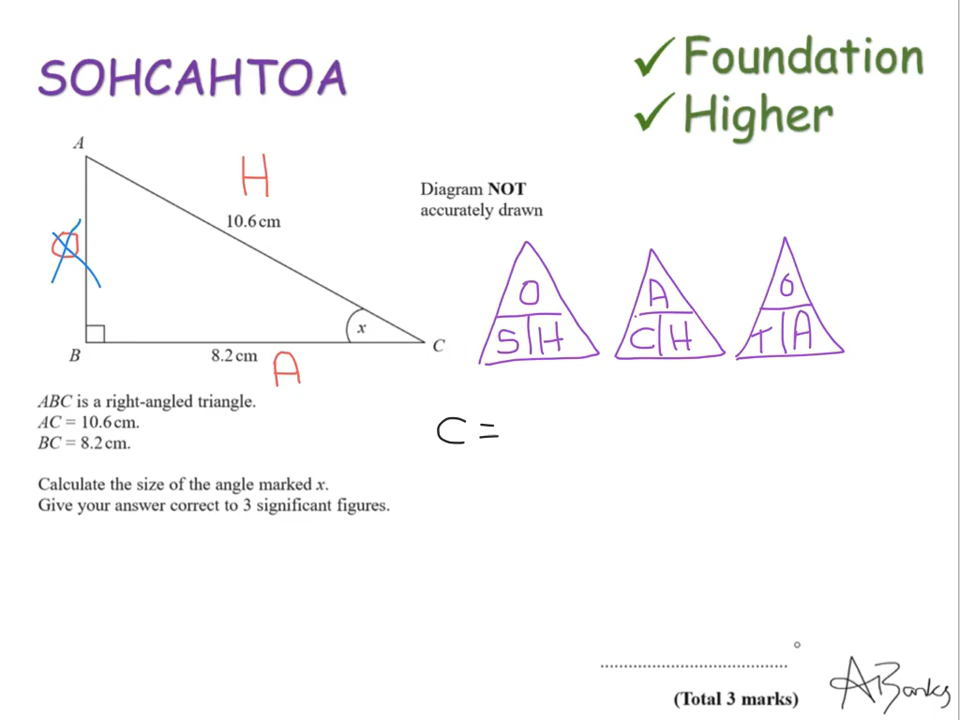 SOHCAHTOA
✓ Foundation
✓ Higher
A
H
10.6 cm
Diagram NOT
accurately drawn
O
x
B
8.2 cm
C
A
O
S H
A
C H
O
T A
ABC is a right-angled triangle.
AC = 10.6 cm.
BC = 8.2 cm.
C =
Calculate the size of the angle marked x.
Give your answer correct to 3 significant figures.
°
(Total 3 marks)
ABanks